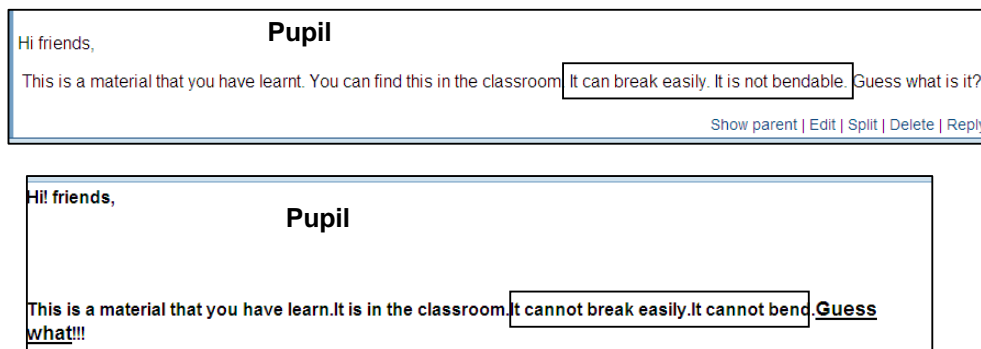 Pupil
Hi friends,
This is a material that you have learnt. You can find this in the classroom. It can break easily. It is not bendable. Guess what is it?
Show parent | Edit | Split | Delete | Reply
Hi! friends,
Pupil
This is a material that you have learn.It is in the classroom.It cannot break easily.It cannot bend.Guess
what!!!